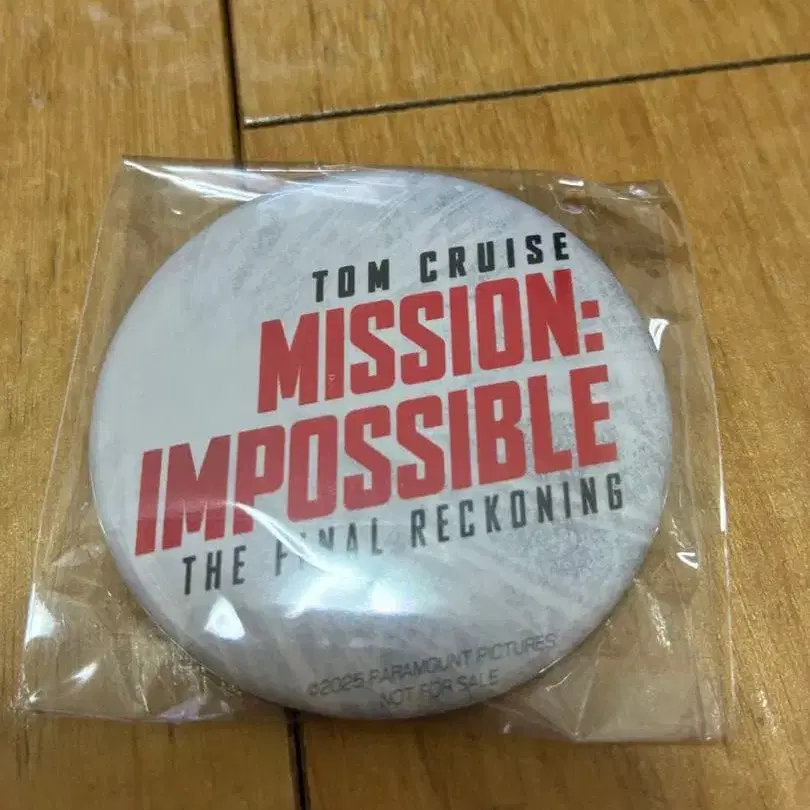 TOM CRUISE
MISSION:
IMPOSSIBLE
THE FINAL RECKONING
©2025 PARAMOUNT PICTURES
NOT FOR SALE